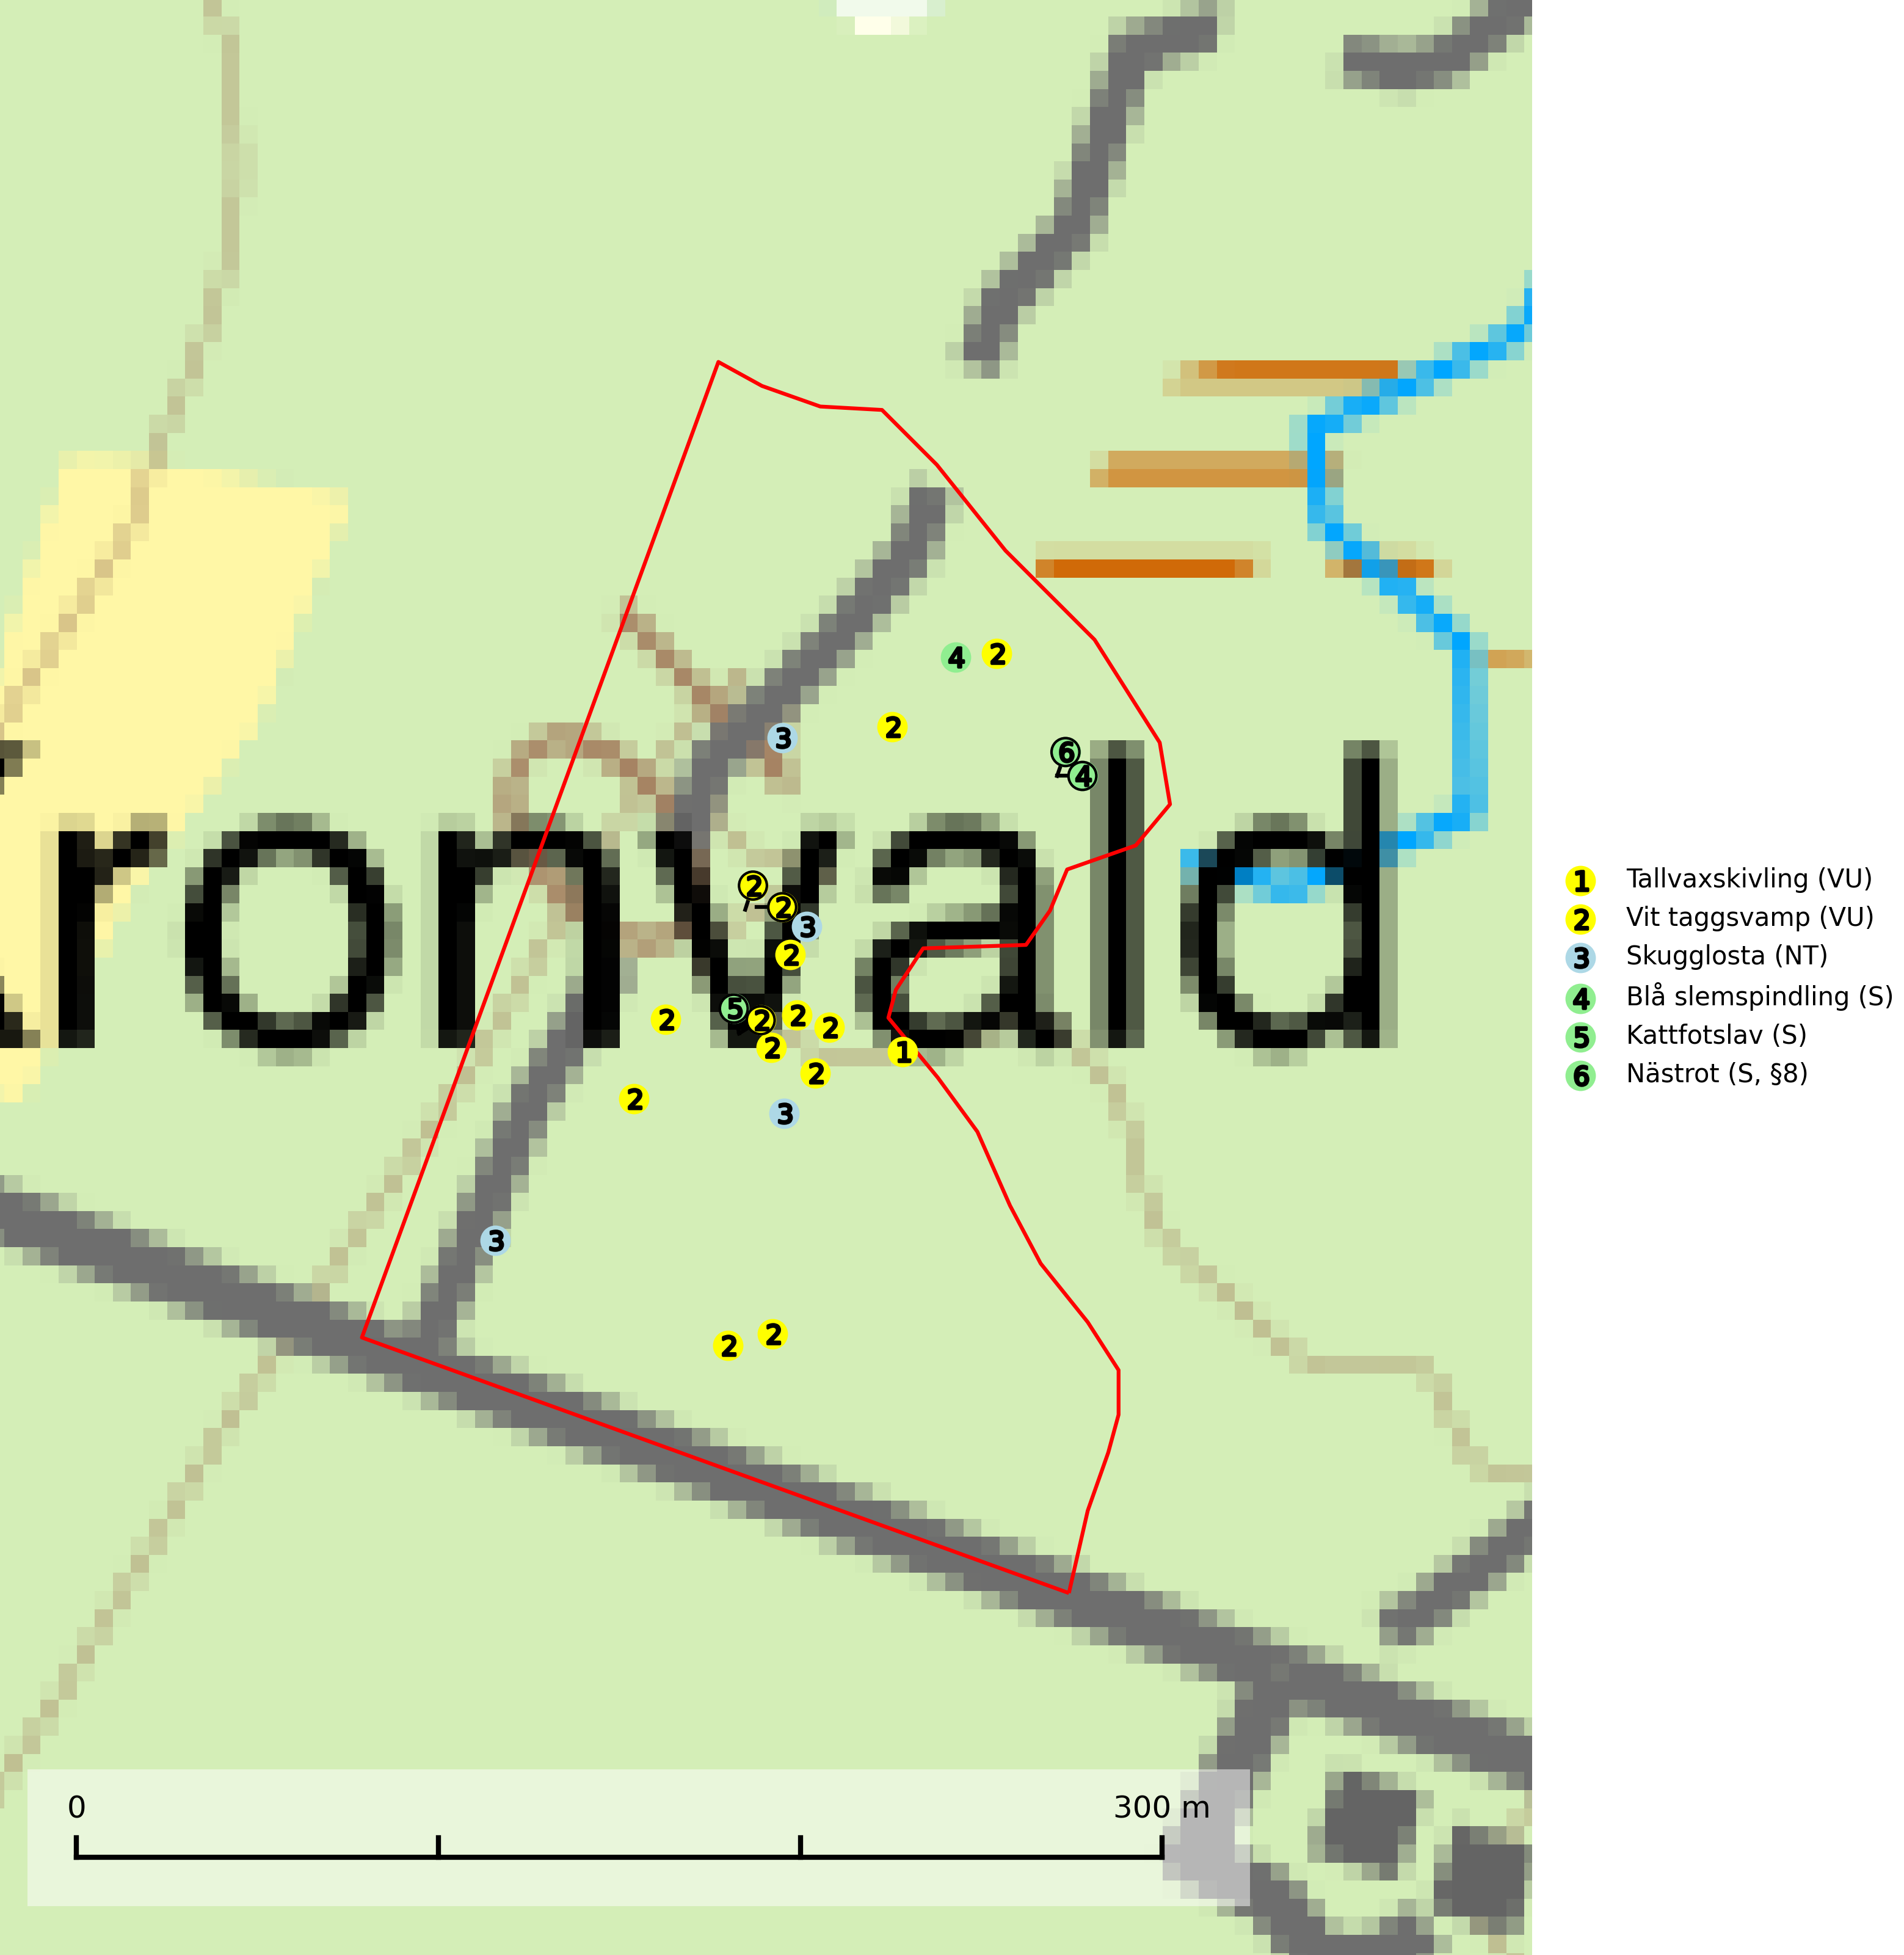 4 2
2
3
6
4
ronvald
2
2
3
2
5 2 2 2
2
2
1
2
2
3
3
2 2
0 300 m
1 Tallvaxskivling (VU)
2 Vit taggsvamp (VU)
3 Skugglosta (NT)
4 Blå slemspindling (S)
5 Kattfotslav (S)
6 Nästrot (S, §8)